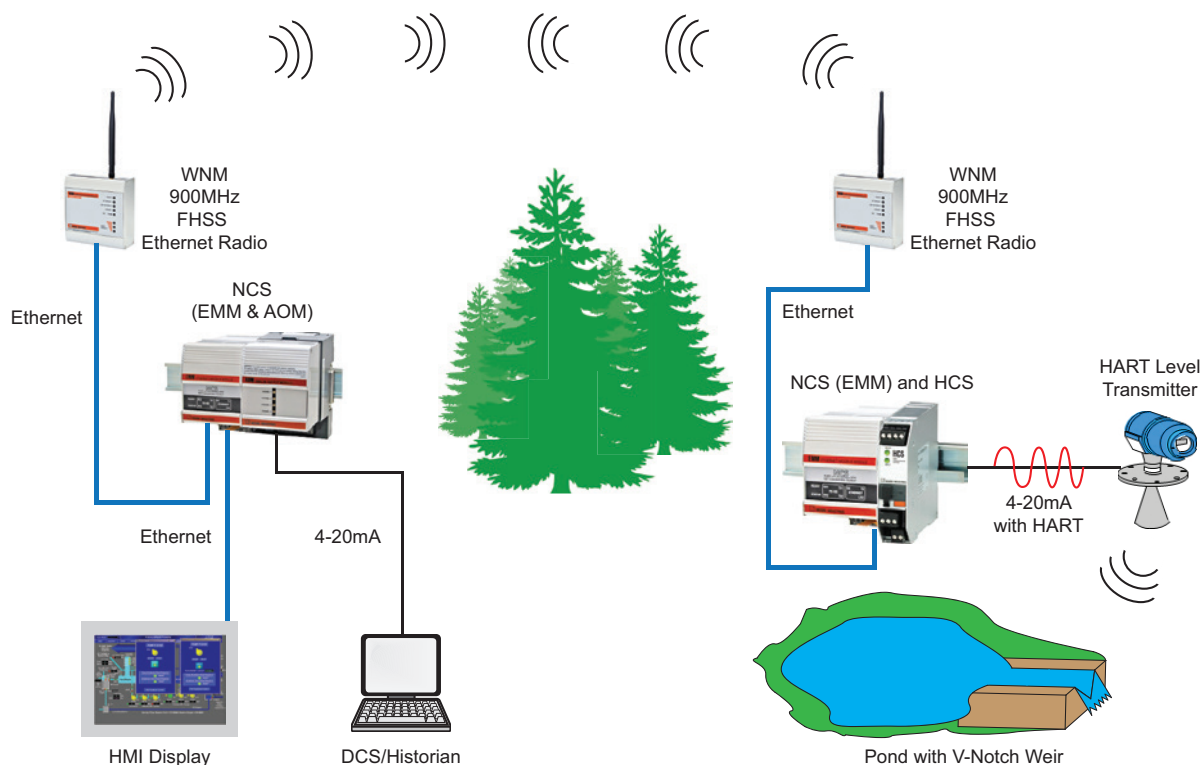 WNM
900MHz
FHSS
Ethernet Radio
WNM
900MHz
FHSS
Ethernet Radio
NCS
(EMM & AOM)
Ethernet
Ethernet
NCS (EMM) and HCS
HART Level
Transmitter
HCS
4-20mA
with HART
Ethernet
4-20mA
HMI Display
DCS/Historian
Pond with V-Notch Weir